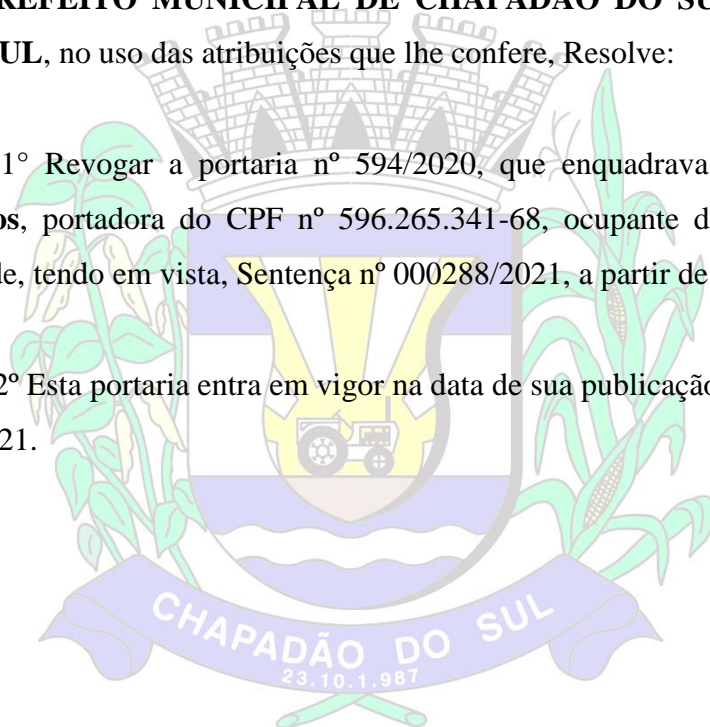 REFEITO MUNICIPAL DE CHAPADÃO DO SU
UL, no uso das atribuições que lhe confere, Resolve:
1° Revogar a portaria nº 594/2020, que enquadrava
os, portadora do CPF nº 596.265.341-68, ocupante d
de, tendo em vista, Sentença nº 000288/2021, a partir de
2º Esta portaria entra em vigor na data de sua publicação
21.
CHAPADÃO DO SUL
23.10.1.987